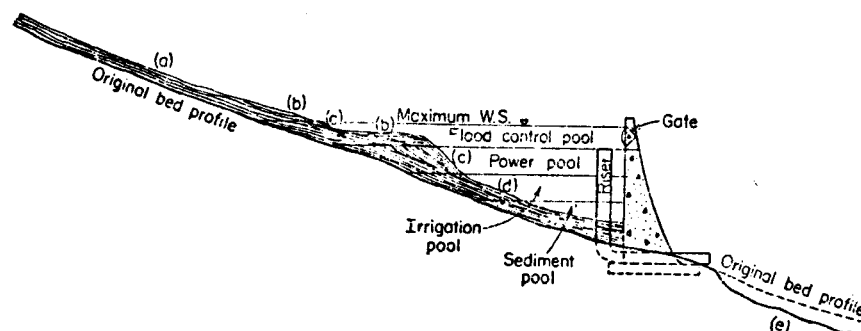 (a)
Original bed profile
(b)
(c)
Maximum W.S.
(b)
Flood control pool
Gate
(c)
Power pool
Riser
(d)
Irrigation
pool
Sediment
pool
Original bed profile
(e)